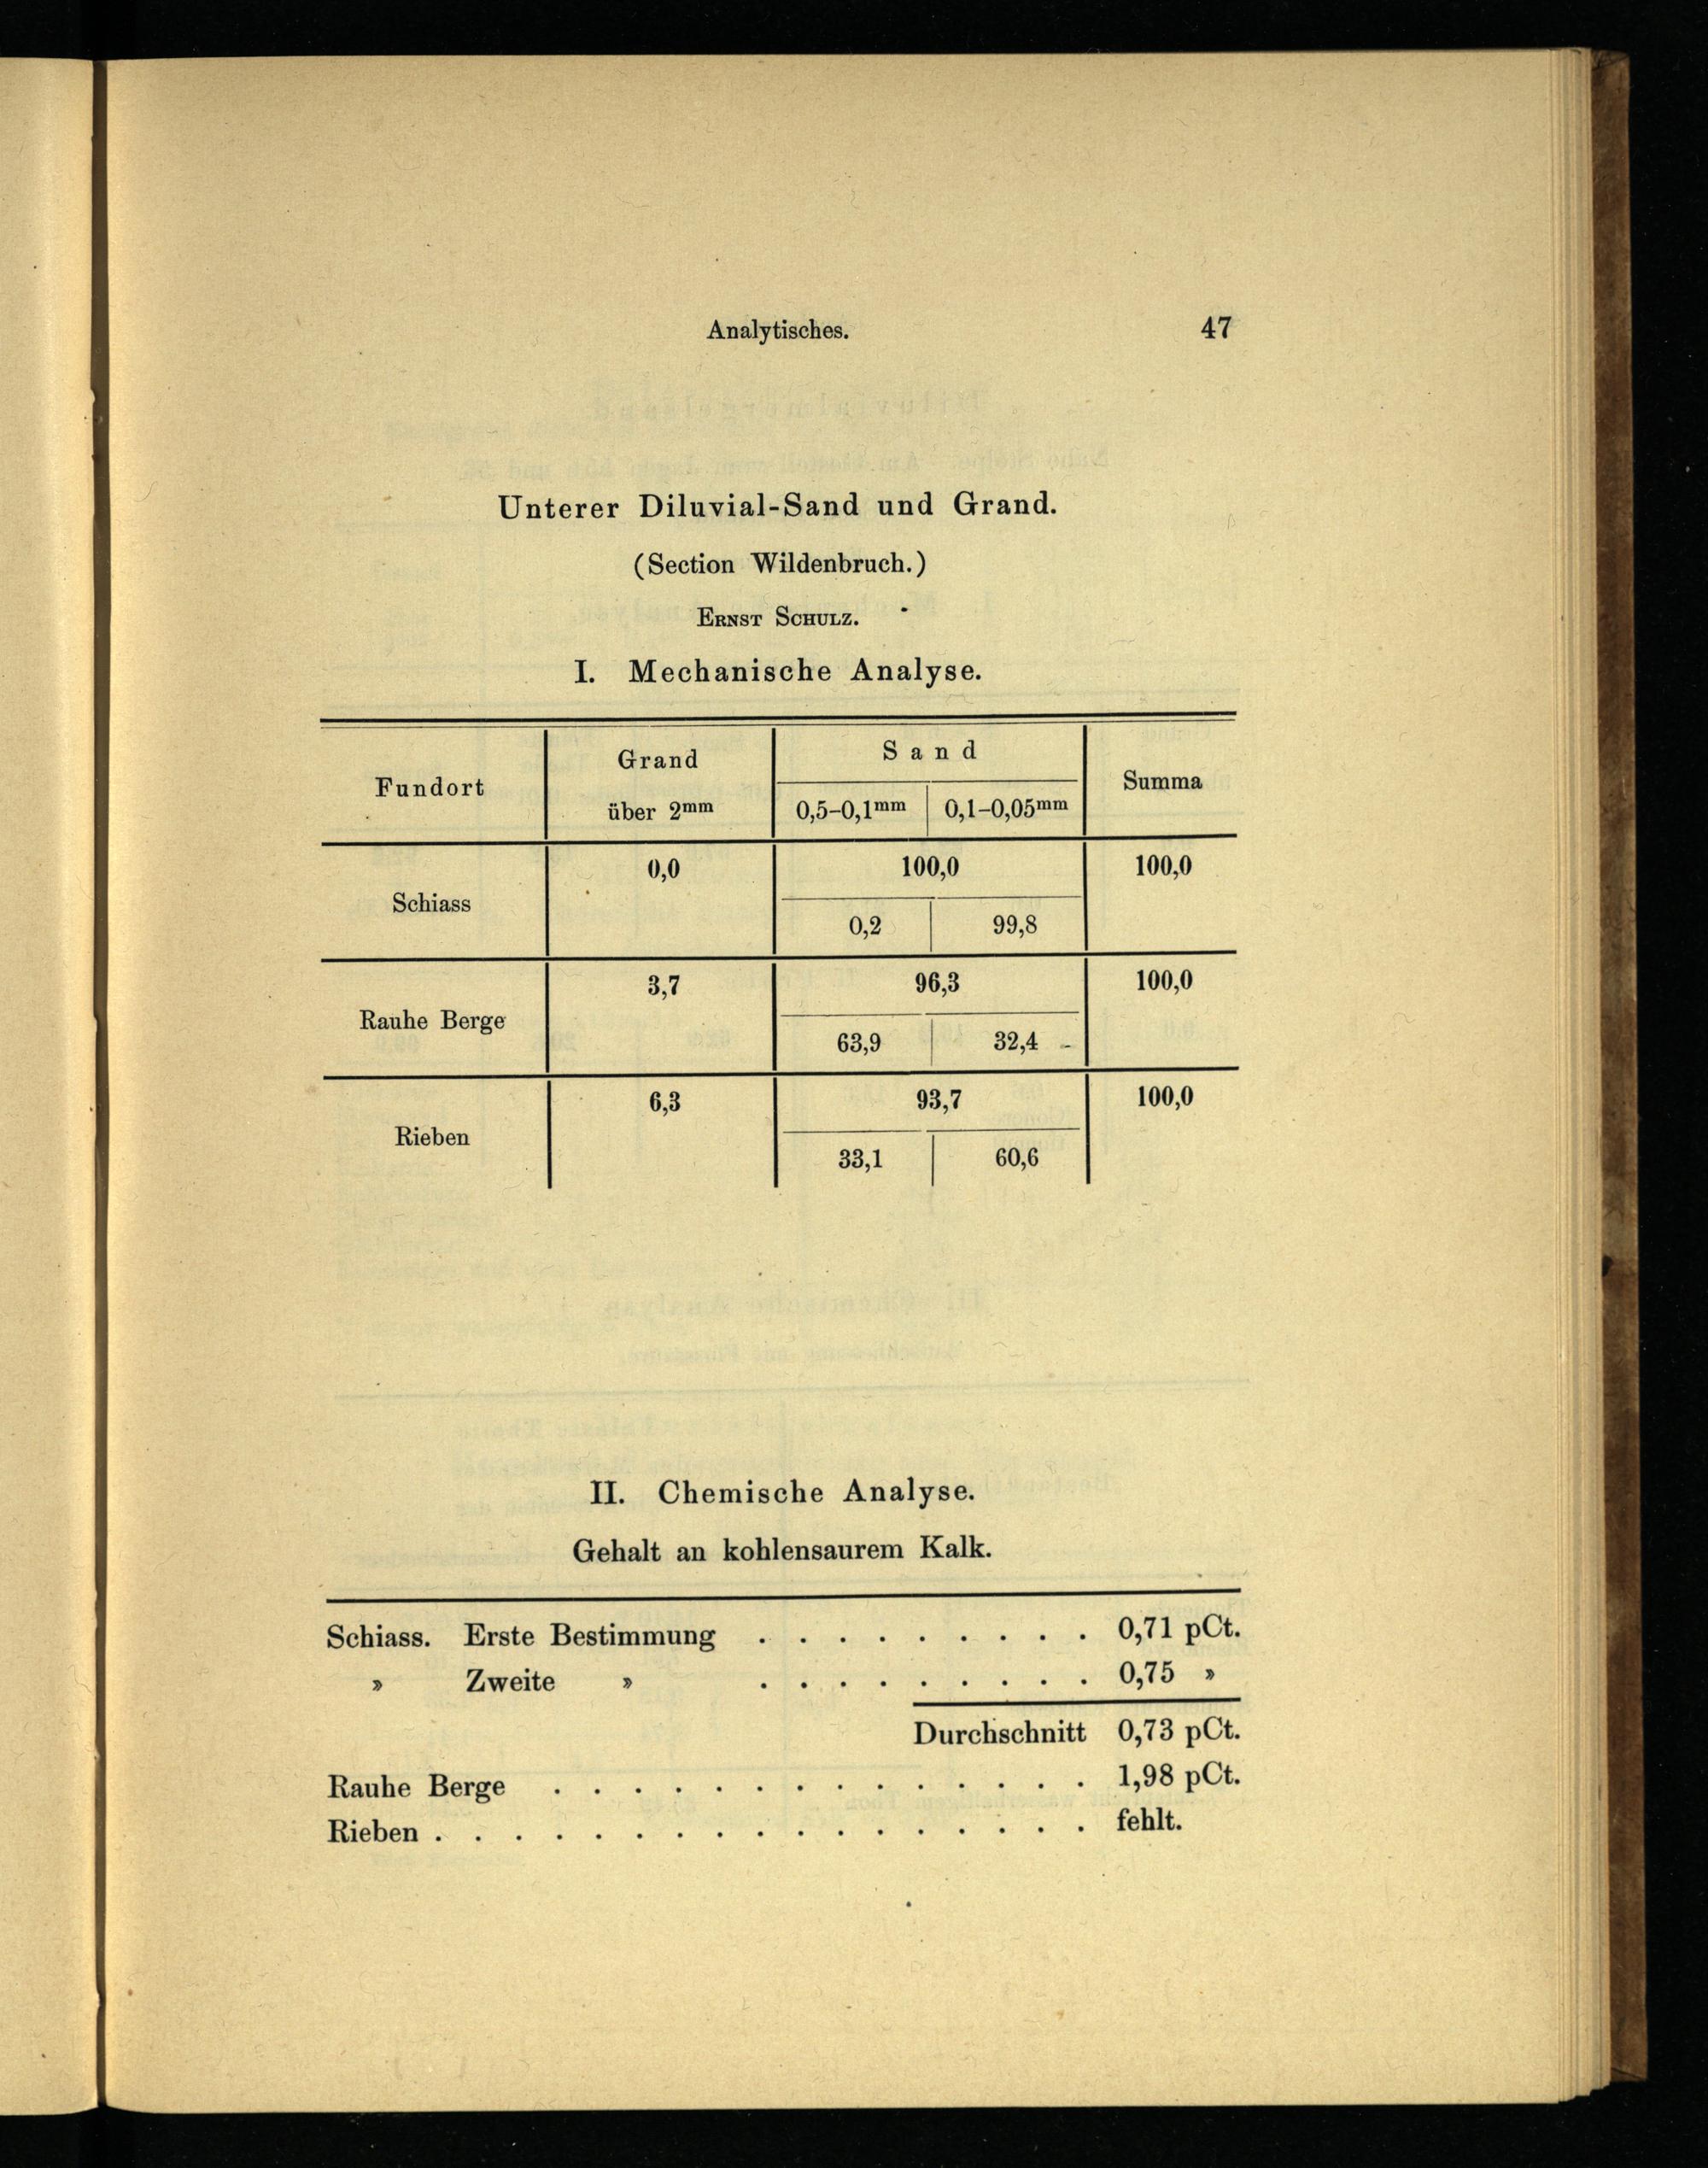 Analytisches. 47
Unterer Diluvial-Sand und Grand.
(Section Wildenbruch.)
Ernst Schulz.
I. Mechanische Analyse.
Fundort Grand über 2mm Sand Summa
0,5-0,1mm 0,1-0,05mm
Schiass 0,0 100,0 100,0
0,2 99,8
Rauhe Berge 3,7 96,3 100,0
63,9 32,4
Rieben 6,3 93,7 100,0
33,1 60,6
II. Chemische Analyse.
Gehalt an kohlensaurem Kalk.
Schiass. Erste Bestimmung . . . . . . . . . 0,71 pCt.
» Zweite » . . . . . . . . . 0,75 »
Durchschnitt 0,73 pCt.
Rauhe Berge . . . . . . . . . . . . . . 1,98 pCt.
Rieben . . . . . . . . . . . . . . . . . fehlt.